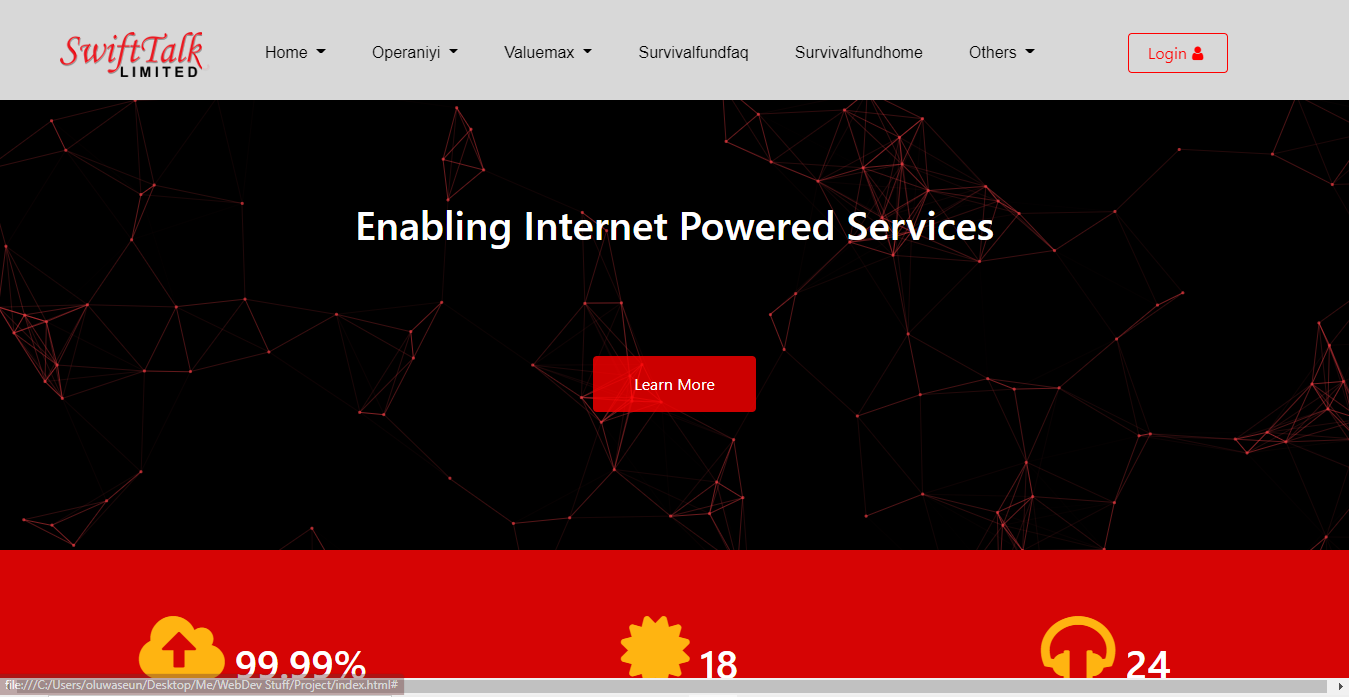 SwiftTalk
LIMITED
Home
Operaniyi
Valuemax
Survivalfundfaq
Survivalfundhome
Others
Login
Enabling Internet Powered Services
Learn More
99.99%
18
24
file:///C:/Users/oluwaseun/Desktop/Me/WebDev Stuff/Project/index.html#